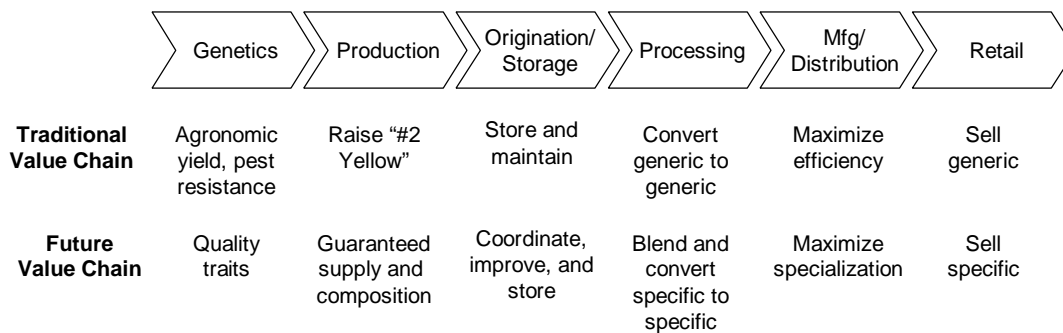 Genetics
Production
Origination/
Storage
Processing
Mfg/
Distribution
Retail
Traditional
Value Chain
Agronomic
yield, pest
resistance
Raise “#2
Yellow”
Store and
maintain
Convert
generic to
generic
Maximize
efficiency
Sell
generic
Future
Value Chain
Quality
traits
Guaranteed
supply and
composition
Coordinate,
improve, and
store
Blend and
convert
specific to
specific
Maximize
specialization
Sell
specific